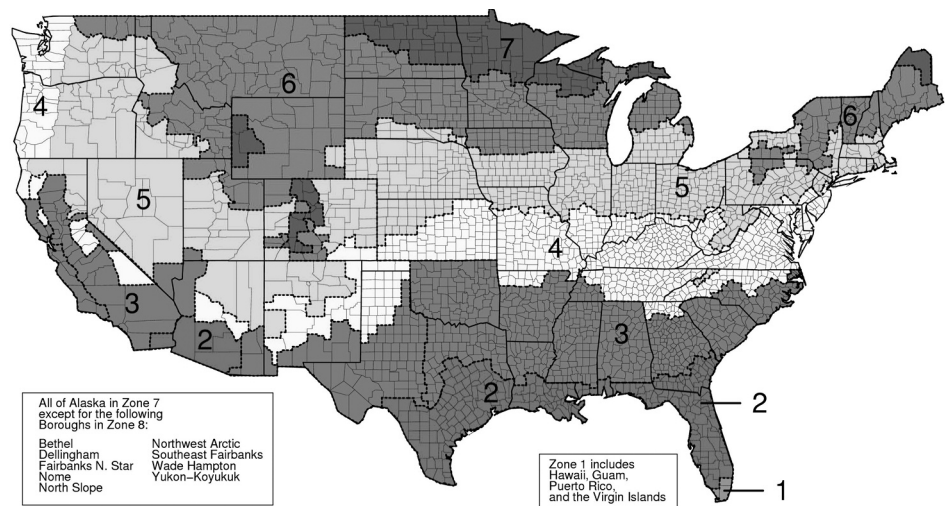 7
6
4
6
5
5
4
3
3
2
2
2
1
All of Alaska in Zone 7
except for the following
Boroughs in Zone 8:
Bethel
Dellingham
Fairbanks N. Star
Nome
North Slope
Northwest Arctic
Southeast Fairbanks
Wade Hampton
Yukon–Koyukuk
Zone 1 includes
Hawaii, Guam,
Puerto Rico,
and the Virgin Islands